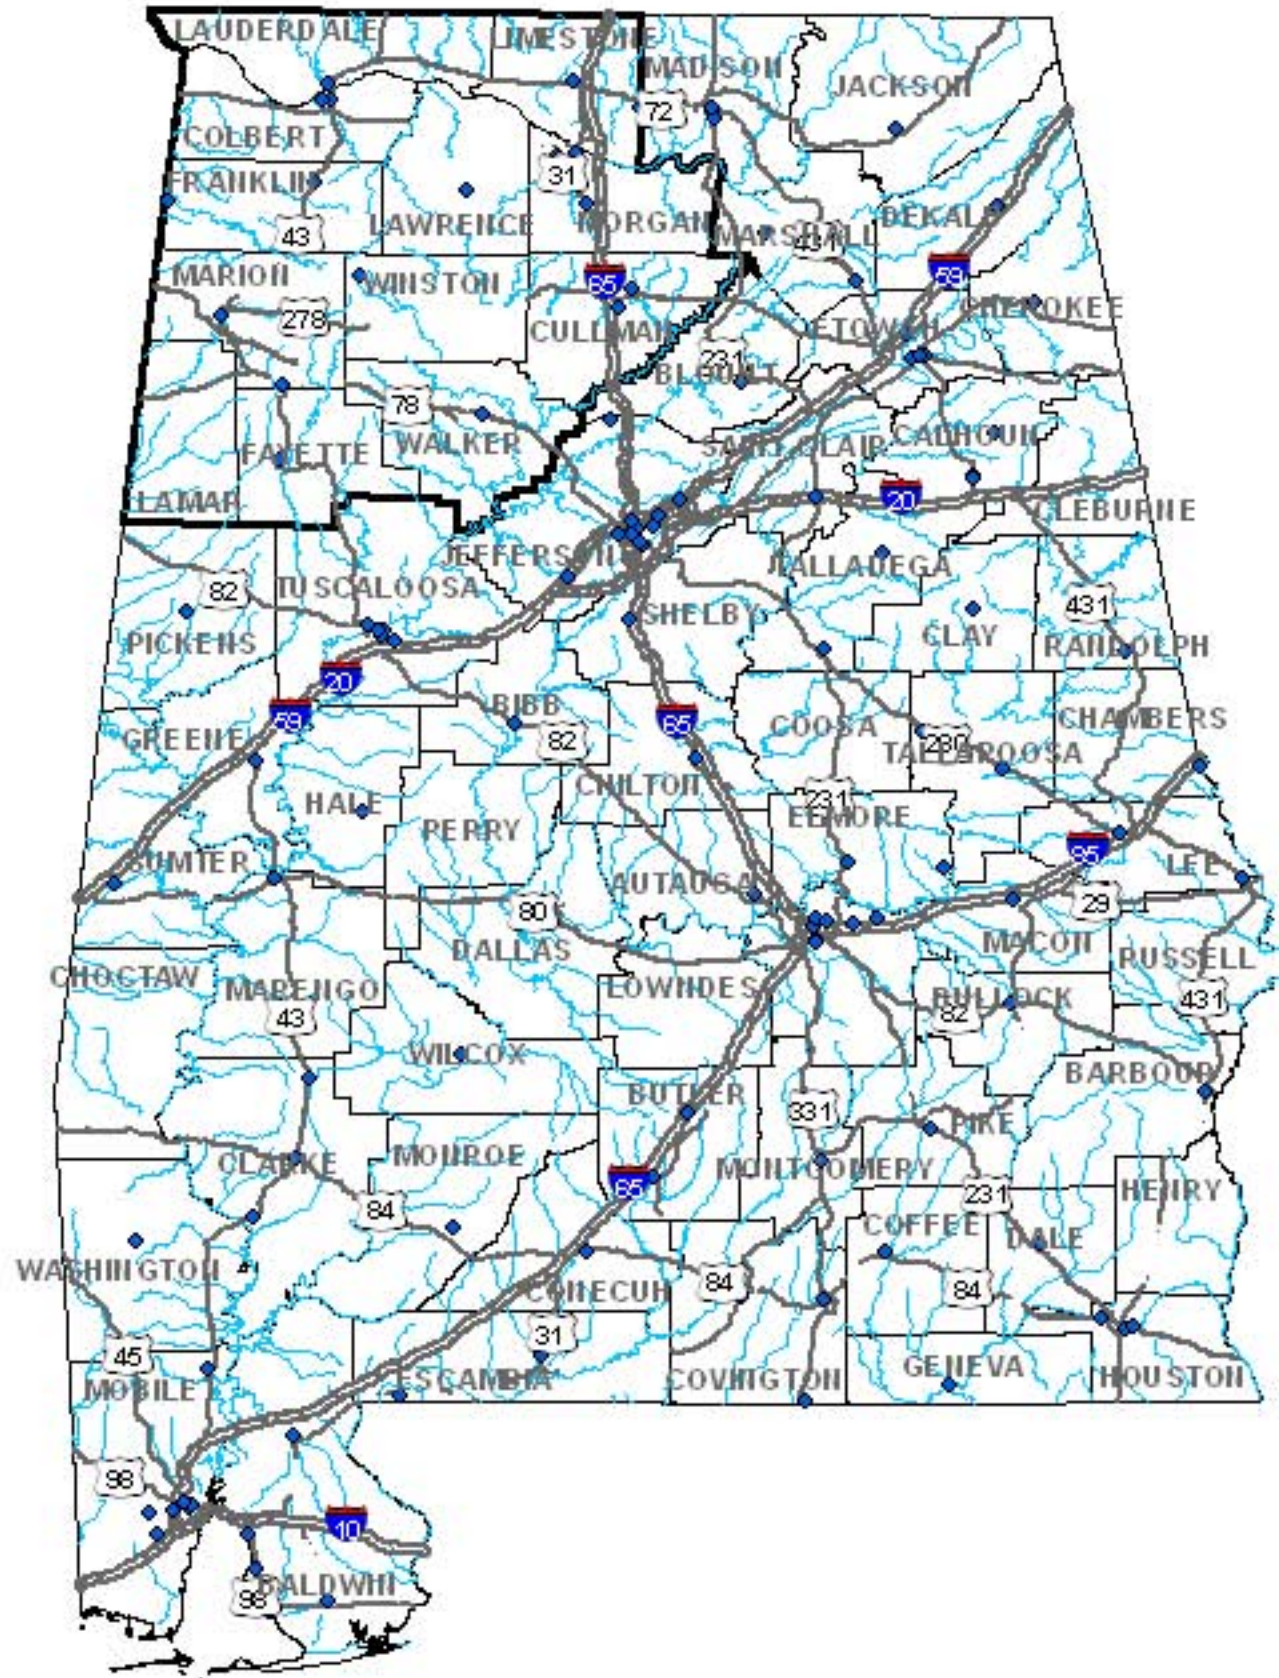 LAUDERDALE
LIMESTONE
MADISON
JACKSON
72
COLBERT
FRANKLIN
31
LAWRENCE
MORGAN
43
MARSHALL
431
DEKALB
MARION
WINSTON
65
59
278
CULLMAN
ETOWAH
CHEROKEE
231
BLOUNT
78
WALKER
FAYETTE
SAINT CLAIR
CALHOUN
LAMAR
20
CLEBURNE
JEFFERSON
TALLADEGA
82
TUSCALOOSA
SHELBY
431
PICKENS
CLAY
RANDOLPH
20
59
BIBB
65
COOSA
CHAMBERS
GREENE
82
280
TALLAPOOSA
CHILTON
HALE
231
PERRY
ELMORE
85
SUMTER
LEE
AUTAUGA
80
29
DALLAS
MACON
RUSSELL
CHOCTAW
MARENGO
LOWNDES
BULLOCK
431
43
82
WILCOX
BARBOUR
BUTLER
331
PIKE
CLARKE
MONROE
MONTGOMERY
65
231
HENRY
84
COFFEE
DALE
WASHINGTON
CONECUH
84
84
31
45
MOBILE
ESCAMBIA
COVINGTON
GENEVA
HOUSTON
98
10
BALDWIN
98